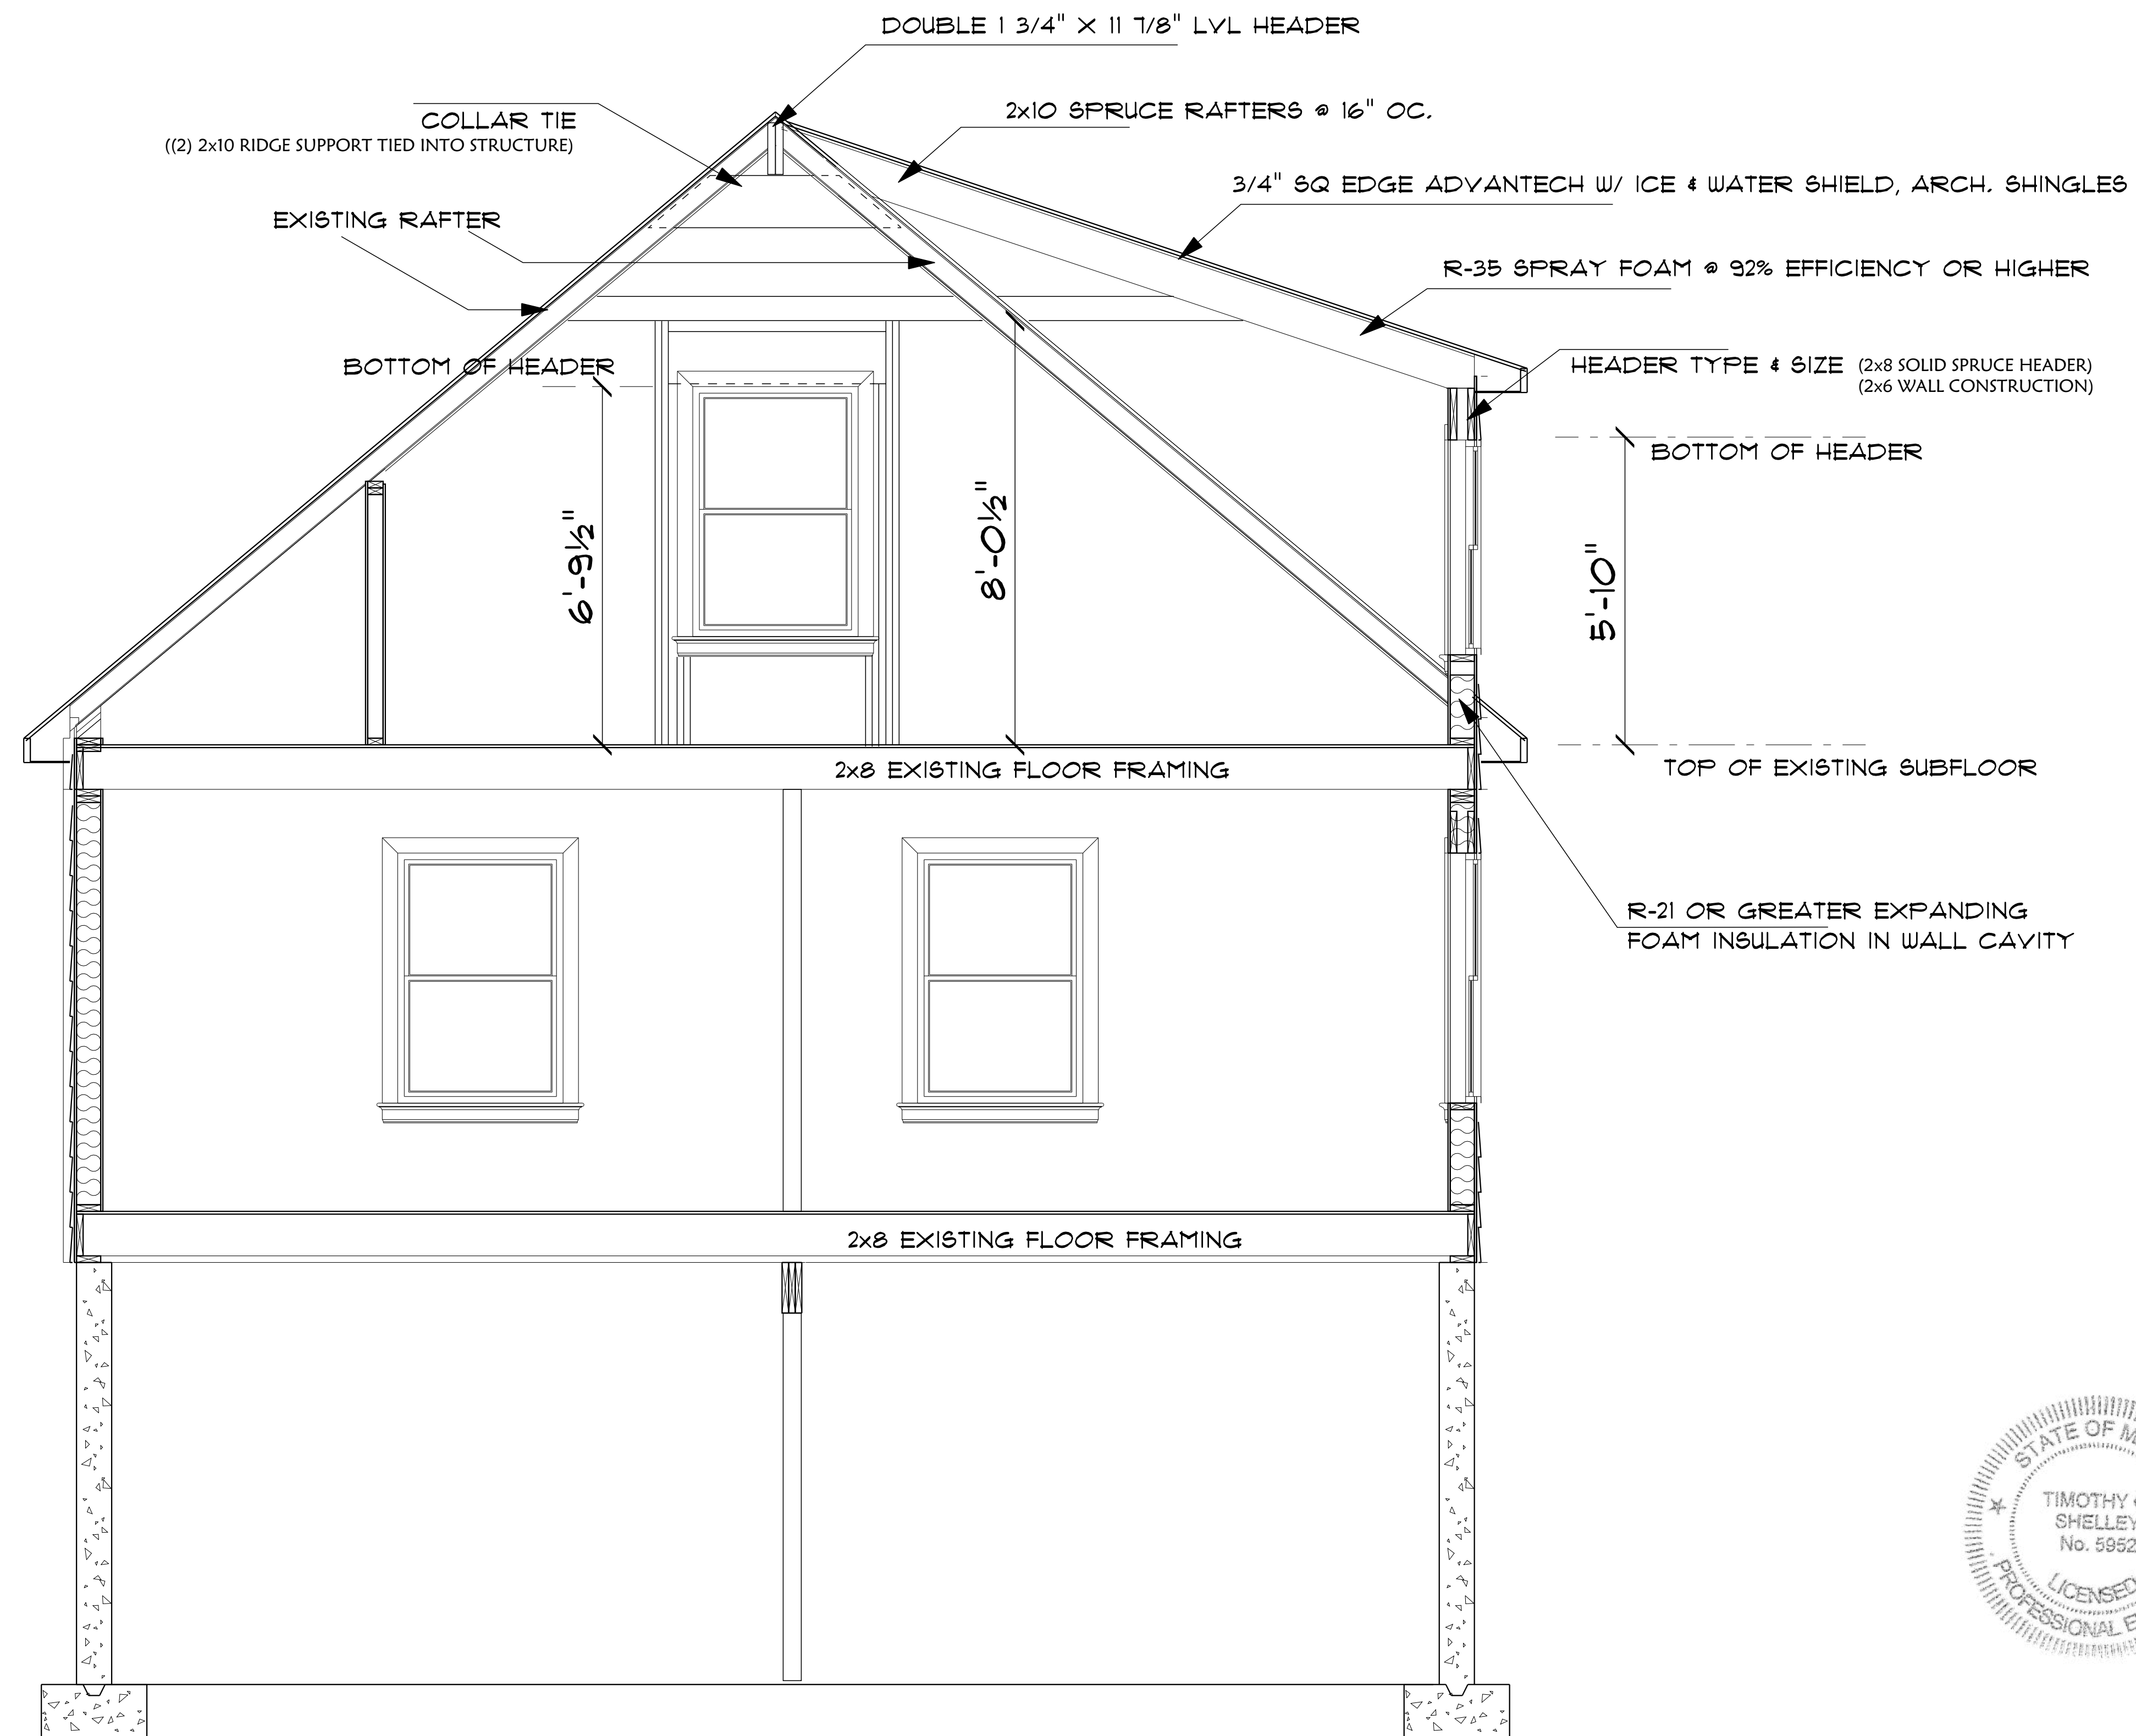 DOUBLE 1 3/4" X 11 7/8" LVL HEADER
COLLAR TIE
((2) 2x10 RIDGE SUPPORT TIED INTO STRUCTURE)
2x10 SPRUCE RAFTERS @ 16" OC.
3/4" SQ EDGE ADVANTECH W/ ICE & WATER SHIELD, ARCH. SHINGLES
EXISTING RAFTER
R-35 SPRAY FOAM @ 92% EFFICIENCY OR HIGHER
BOTTOM OF HEADER
HEADER TYPE & SIZE (2x8 SOLID SPRUCE HEADER)
(2x6 WALL CONSTRUCTION)
BOTTOM OF HEADER
6'-9½"
8'-0½"
5'-10"
2x8 EXISTING FLOOR FRAMING
TOP OF EXISTING SUBFLOOR
R-21 OR GREATER EXPANDING
FOAM INSULATION IN WALL CAVITY
2x8 EXISTING FLOOR FRAMING
STATE OF
TIMOTHY
SHELLEY
No. 5952
LICENSED
PROFESSIONAL